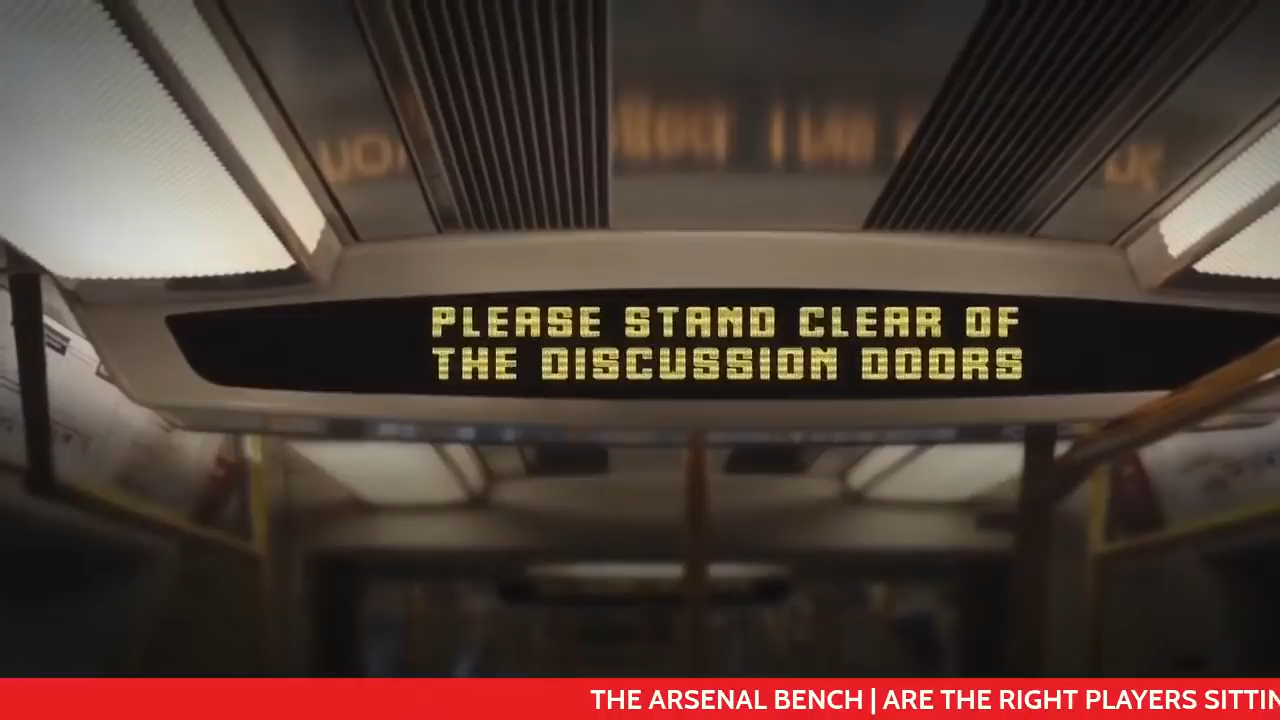 PLEASE STAND CLEAR OF
THE DISCUSSION DOORS
THE ARSENAL BENCH | ARE THE RIGHT PLAYERS SITTIN